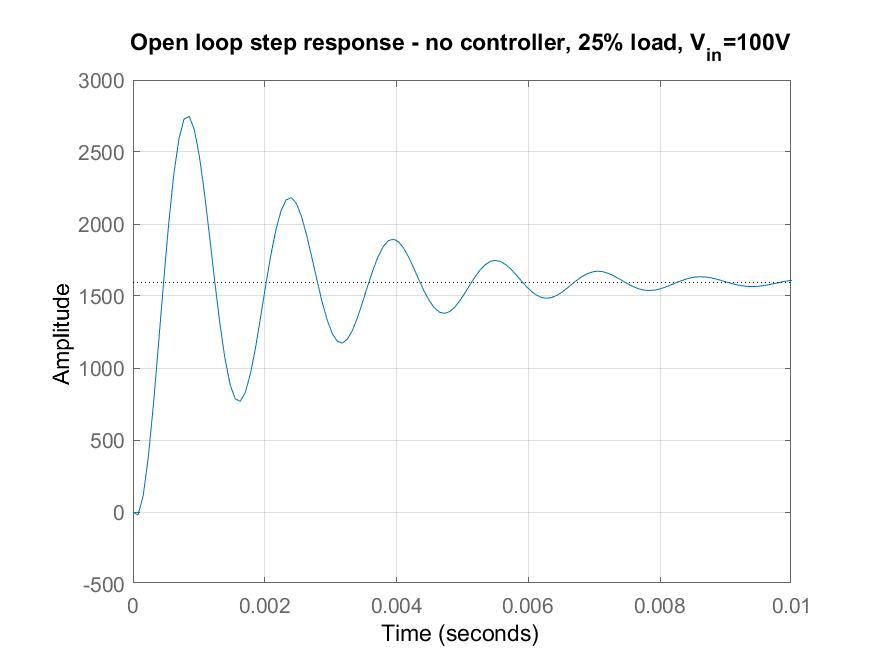 Open loop step response - no controller, 25% load, Vin=100V
3000
2500
2000
1500
1000
500
0
-500
Amplitude
0 0.002 0.004 0.006 0.008 0.01
Time (seconds)